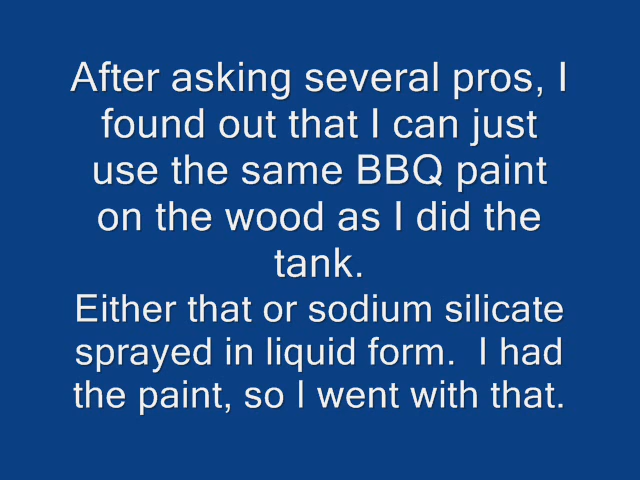 After asking several pros, I
found out that I can just
use the same BBQ paint
on the wood as I did the
tank.
Either that or sodium silicate
sprayed in liquid form.  I had
the paint, so I went with that.